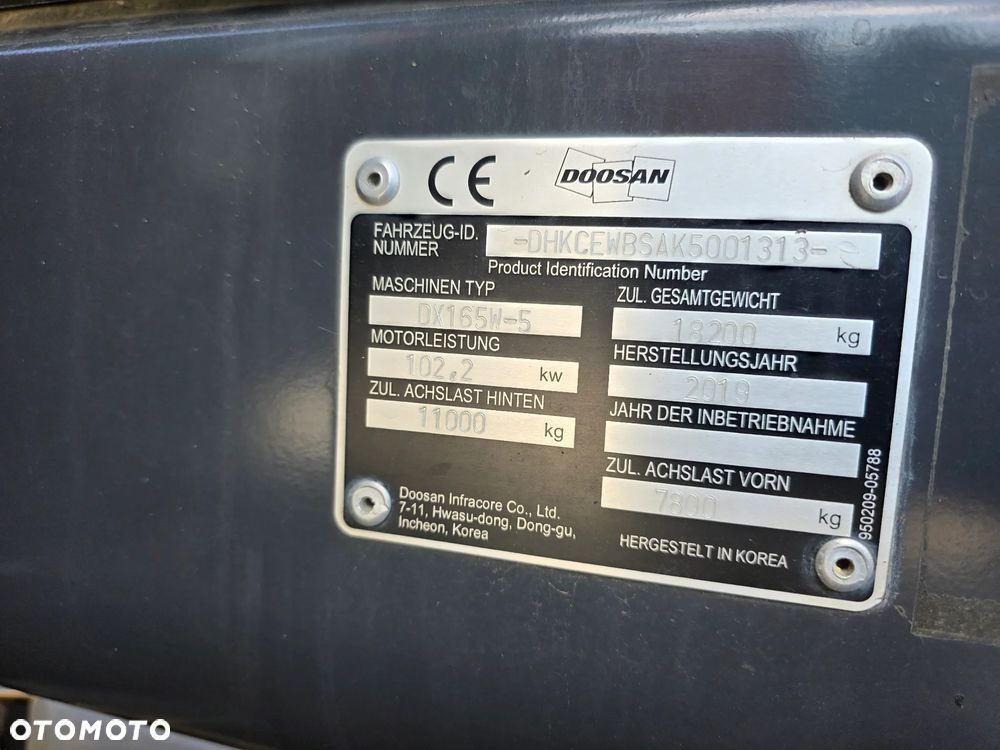 CE DOOSAN
FAHRZEUG-ID. NUMMER -DHKCEWBSAK5001313-
Product Identification Number
MASCHINEN TYP
DX165W-5
ZUL. GESAMTGEWICHT
18200 kg
MOTORLEISTUNG
102,2 kw
HERSTELLUNGSJAHR
2019
ZUL. ACHSLAST HINTEN
11000 kg
JAHR DER INBETRIEBNAHME
ZUL. ACHSLAST VORN
7800 kg
Doosan Infracore Co., Ltd.
7-11, Hwasu-dong, Dong-gu,
Incheon, Korea
HERGESTELT IN KOREA
950209-05788
OTOMOTO